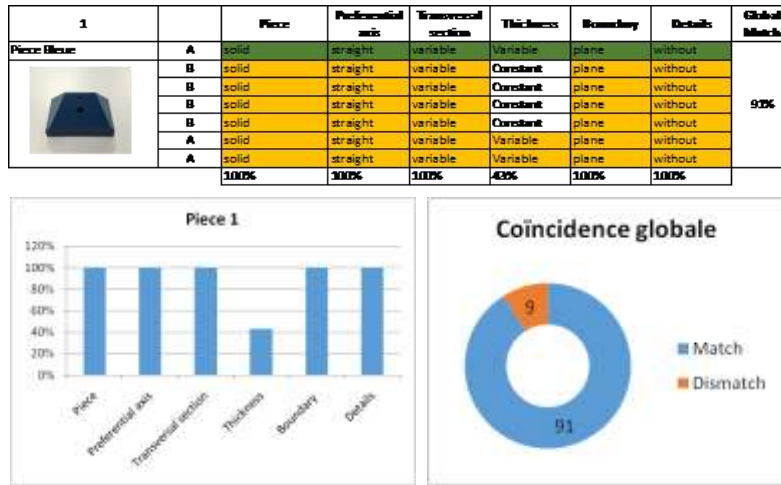 1 Piece Preferential axis Transversal section Thickness Boundary Details Global Match
Piece Bleue A solid straight variable Variable plane without
B solid straight variable Constant plane without
B solid straight variable Constant plane without
B solid straight variable Constant plane without 91%
B solid straight variable Constant plane without
A solid straight variable Variable plane without
A solid straight variable Variable plane without
100% 100% 100% 43% 100% 100%
Piece 1
120%
100%
80%
60%
40%
20%
0%
Piece
Preferential axis
Transversal section
Thickness
Boundary
Details
Coïncidence globale
9
91
Match
Dismatch